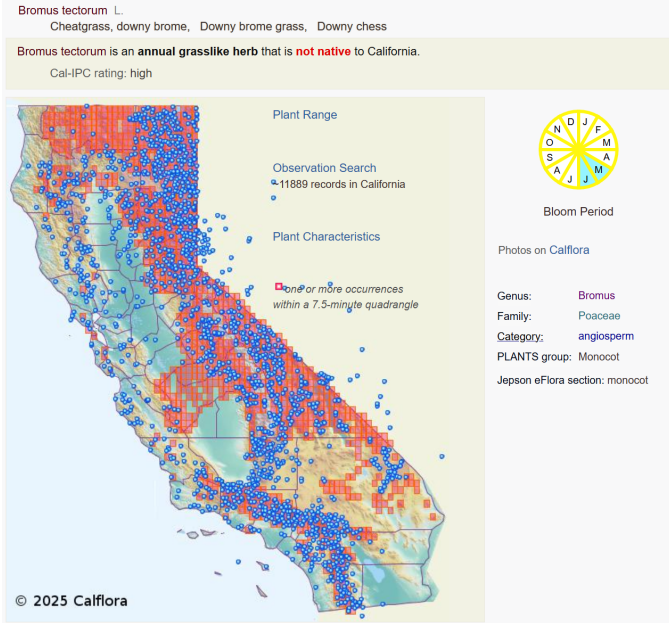 Bromus tectorum L.
Cheatgrass, downy brome, Downy brome grass, Downy chess
Bromus tectorum is an annual grasslike herb that is not native to California.
Cal-IPC rating: high
Plant Range
Observation Search
~11889 records in California
Plant Characteristics
one or more occurrences
within a 7.5-minute quadrangle
© 2025 Calflora
J
F
M
A
M
J
J
A
S
O
N
D
Bloom Period
Photos on Calflora
Genus: Bromus
Family: Poaceae
Category: angiosperm
PLANTS group: Monocot
Jepson eFlora section: monocot